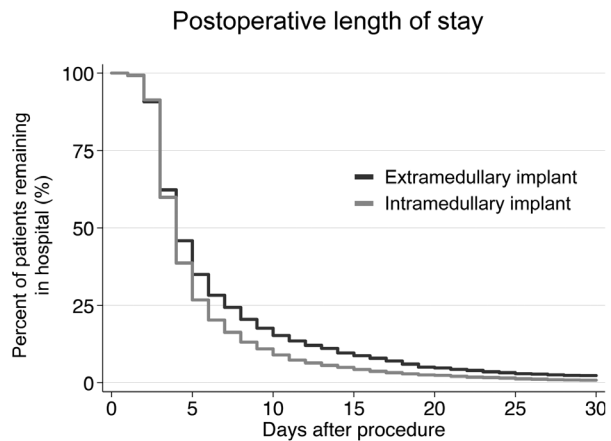 Postoperative length of stay
Percent of patients remaining
in hospital (%)
100
75
50
25
0
Extramedullary implant
Intramedullary implant
0 5 10 15 20 25 30
Days after procedure